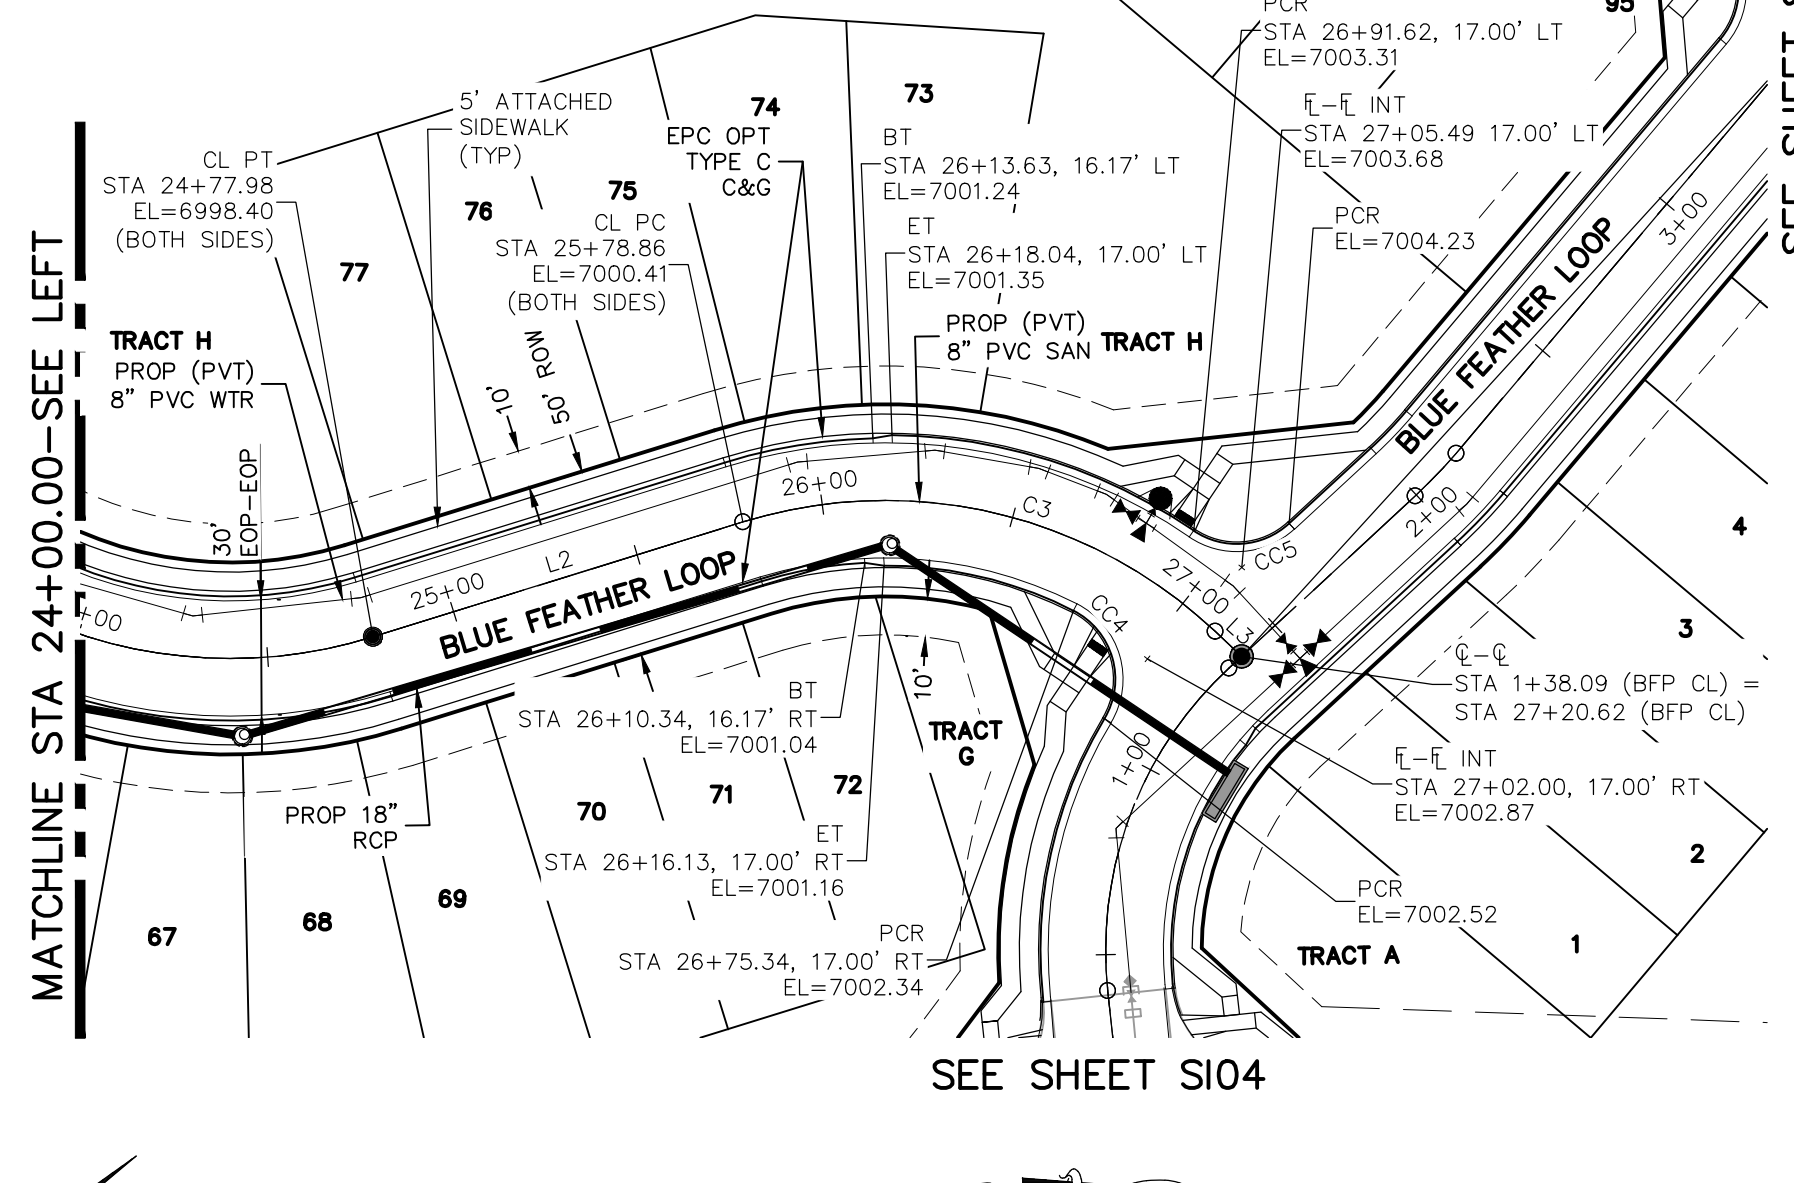 PCR
STA 26+91.62, 17.00' LT
EL=7003.31
95
FL-FL INT
STA 27+05.49 17.00' LT
EL=7003.68
PCR
EL=7004.23
73
74
75
76
77
5' ATTACHED
SIDEWALK
(TYP)
EPC OPT
TYPE C
C&G
BT
STA 26+13.63, 16.17' LT
EL=7001.24
ET
STA 26+18.04, 17.00' LT
EL=7001.35
CL PT
STA 24+77.98
EL=6998.40
(BOTH SIDES)
CL PC
STA 25+78.86
EL=7000.41
(BOTH SIDES)
PROP (PVT)
8" PVC SAN
TRACT H
TRACT H
PROP (PVT)
8" PVC WTR
10'
50' ROW
30'
EOP-EOP
MATCHLINE STA 24+00.00-SEE LEFT
+00
25+00
L2
26+00
C3
27+00
L3
CC5
CC4
BLUE FEATHER LOOP
BLUE FEATHER LOOP
3+00
2+00
1+00
4
3
2
1
℄-℄
STA 1+38.09 (BFP CL) =
STA 27+20.62 (BFP CL)
FL-FL INT
STA 27+02.00, 17.00' RT
EL=7002.87
PCR
EL=7002.52
TRACT A
BT
STA 26+10.34, 16.17' RT
EL=7001.04
10'
TRACT
G
72
71
70
69
68
67
PROP 18"
RCP
ET
STA 26+16.13, 17.00' RT
EL=7001.16
PCR
STA 26+75.34, 17.00' RT
EL=7002.34
SEE SHEET SI04
SEE SHEET